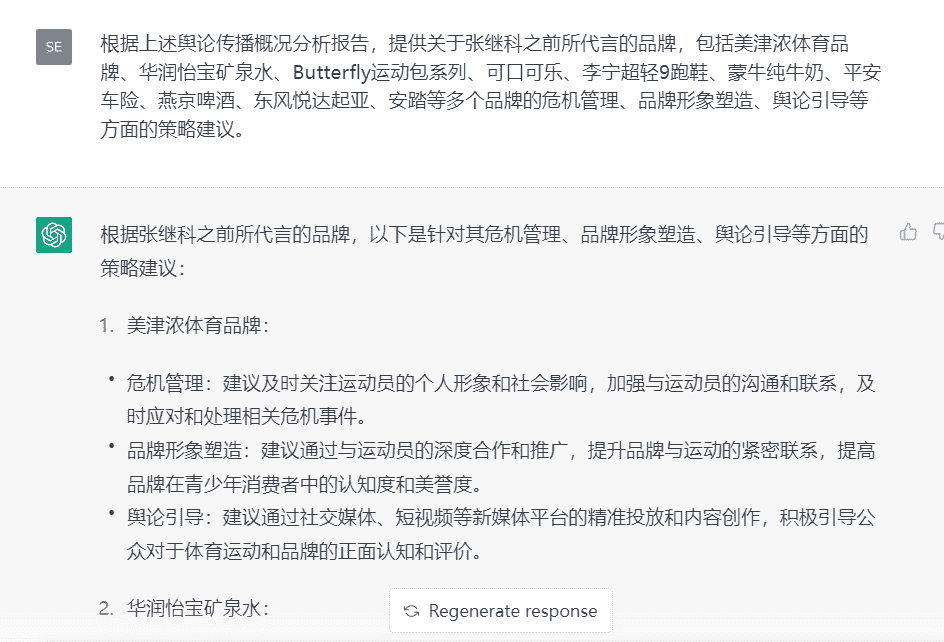 SE
根据上述舆论传播概况分析报告，提供关于张继科之前所代言的品牌，包括美津浓体育品
牌、华润怡宝矿泉水、Butterfly运动包系列、可口可乐、李宁超轻9跑鞋、蒙牛纯牛奶、平安
车险、燕京啤酒、东风悦达起亚、安踏等多个品牌的危机管理、品牌形象塑造、舆论引导等
方面的策略建议。
根据张继科之前所代言的品牌，以下是针对其危机管理、品牌形象塑造、舆论引导等方面的
策略建议：
1. 美津浓体育品牌：
• 危机管理：建议及时关注运动员的个人形象和社会影响，加强与运动员的沟通和联系，及
时应对和处理相关危机事件。
• 品牌形象塑造：建议通过与运动员的深度合作和推广，提升品牌与运动的紧密联系，提高
品牌在青少年消费者中的认知度和美誉度。
• 舆论引导：建议通过社交媒体、短视频等新媒体平台的精准投放和内容创作，积极引导公
众对于体育运动和品牌的正面认知和评价。
2. 华润怡宝矿泉水：
Regenerate response